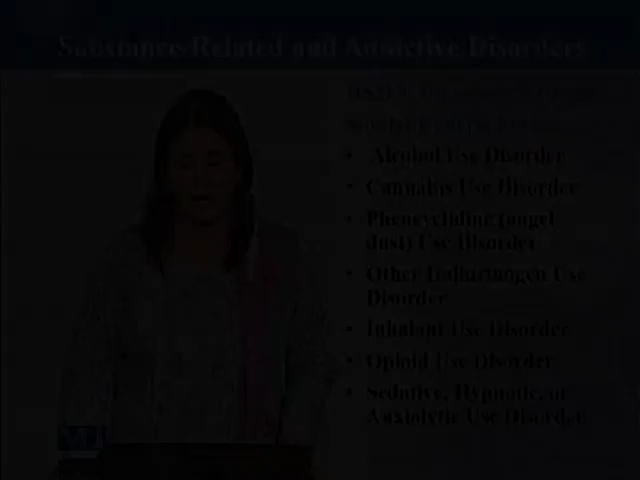 Substance-Related and Addictive Disorders
• Alcohol Use Disorder
• Cannabis Use Disorder
• Phencyclidine (angel
dust) Use Disorder
• Other Hallucinogen Use
Disorder
• Inhalant Use Disorder
• Opioid Use Disorder
• Sedative, Hypnotic, or
Anxiolytic Use Disorder